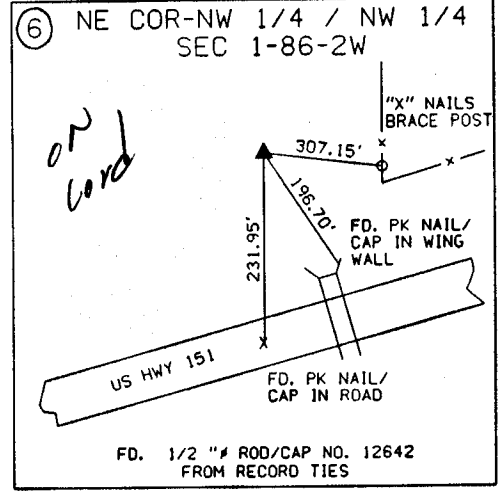 6 NE COR-NW 1/4 / NW 1/4
SEC 1-86-2W
on
cord
"X" NAILS
BRACE POST
307.15'
196.70'
231.95'
FD. PK NAIL/
CAP IN WING
WALL
US HWY 151
FD. PK NAIL/
CAP IN ROAD
FD. 1/2 " ROD/CAP NO. 12642
FROM RECORD TIES